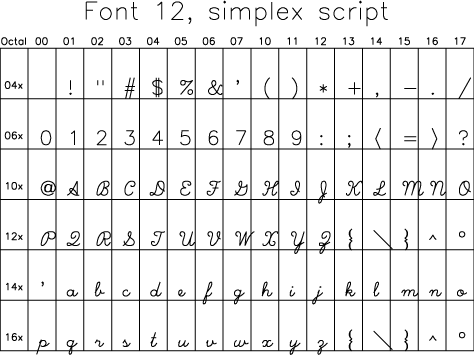 Font 12, simplex script
Octal 00 01 02 03 04 05 06 07 10 11 12 13 14 15 16 17
04x ! " # $ % & ' ( ) * + , − . /
06x 0 1 2 3 4 5 6 7 8 9 : ; ⟨ = ⟩ ?
10x @ A B C D E F G H I J K L M N O
12x P Q R S T U V W X Y Z { \ } ^ °
14x ' a b c d e f g h i j k l m n o
16x p q r s t u v w x y z { \ } ^ °